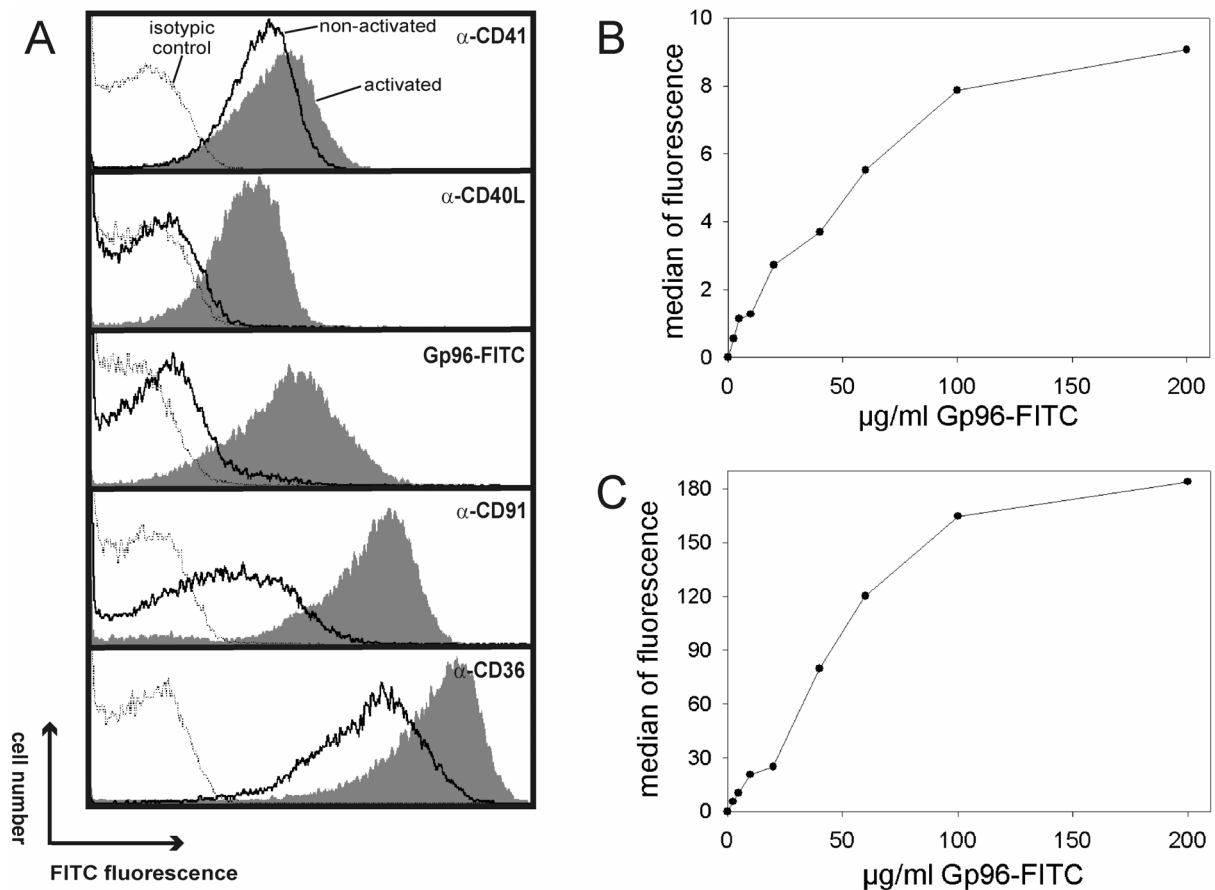 A
isotypic
control
non-activated
α-CD41
activated
α-CD40L
Gp96-FITC
α-CD91
α-CD36
cell number
FITC fluorescence
B
median of fluorescence
10
8
6
4
2
0
0 50 100 150 200
µg/ml Gp96-FITC
C
median of fluorescence
180
150
120
90
60
30
0
0 50 100 150 200
µg/ml Gp96-FITC